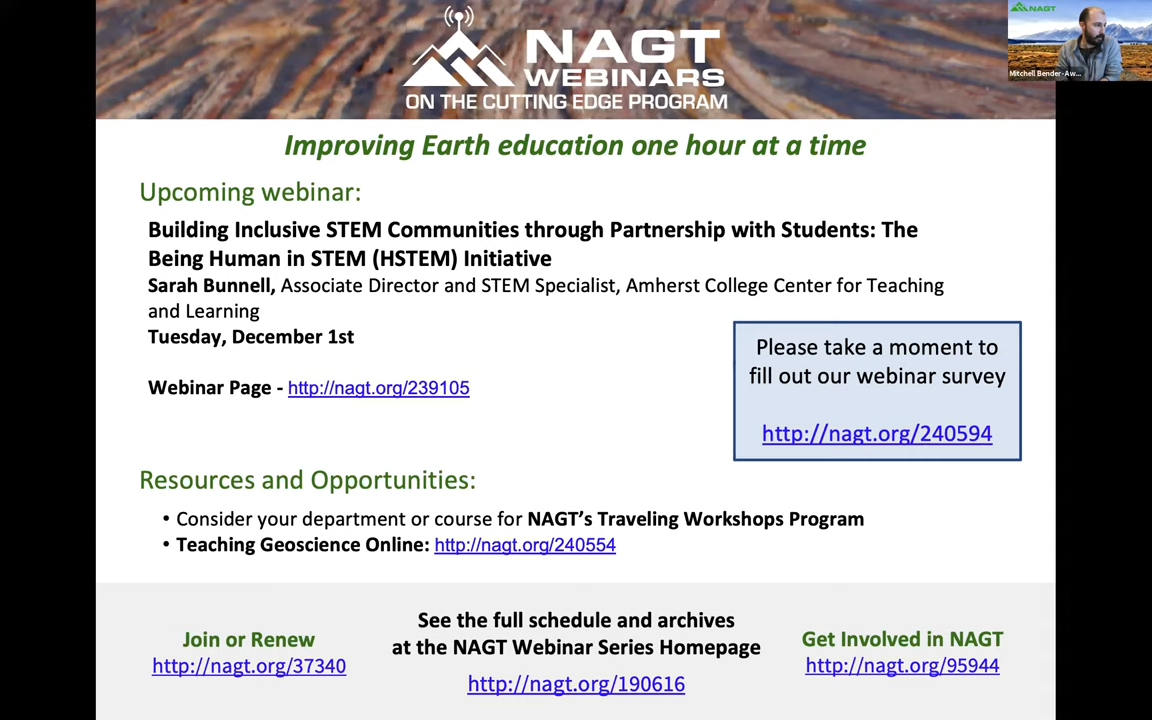 NAGT
WEBINARS
ON THE CUTTING EDGE PROGRAM
NAGT
Mitchell Bender-Aw...
Improving Earth education one hour at a time
Upcoming webinar:
Building Inclusive STEM Communities through Partnership with Students: The
Being Human in STEM (HSTEM) Initiative
Sarah Bunnell, Associate Director and STEM Specialist, Amherst College Center for Teaching
and Learning
Tuesday, December 1st
Webinar Page - http://nagt.org/239105
Please take a moment to
fill out our webinar survey
http://nagt.org/240594
Resources and Opportunities:
• Consider your department or course for NAGT’s Traveling Workshops Program
• Teaching Geoscience Online: http://nagt.org/240554
Join or Renew
http://nagt.org/37340
See the full schedule and archives
at the NAGT Webinar Series Homepage
http://nagt.org/190616
Get Involved in NAGT
http://nagt.org/95944